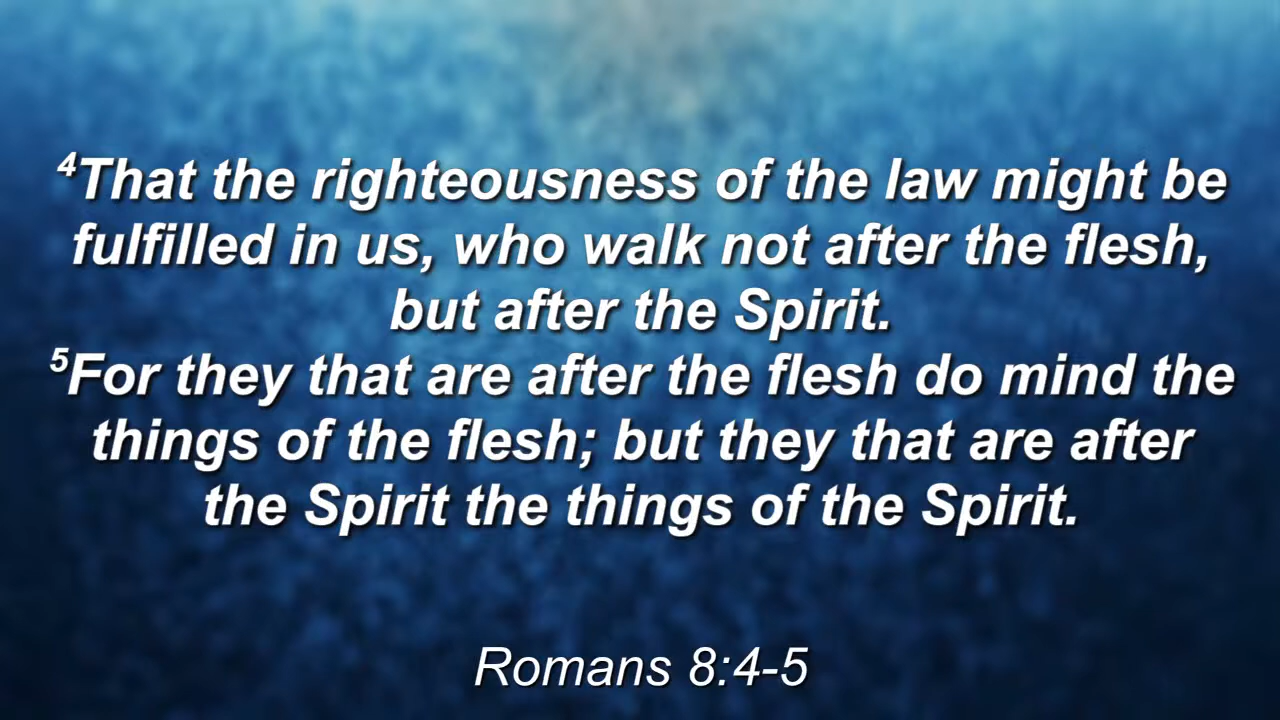 ⁴That the righteousness of the law might be
fulfilled in us, who walk not after the flesh,
but after the Spirit.
⁵For they that are after the flesh do mind the
things of the flesh; but they that are after
the Spirit the things of the Spirit.
Romans 8:4-5